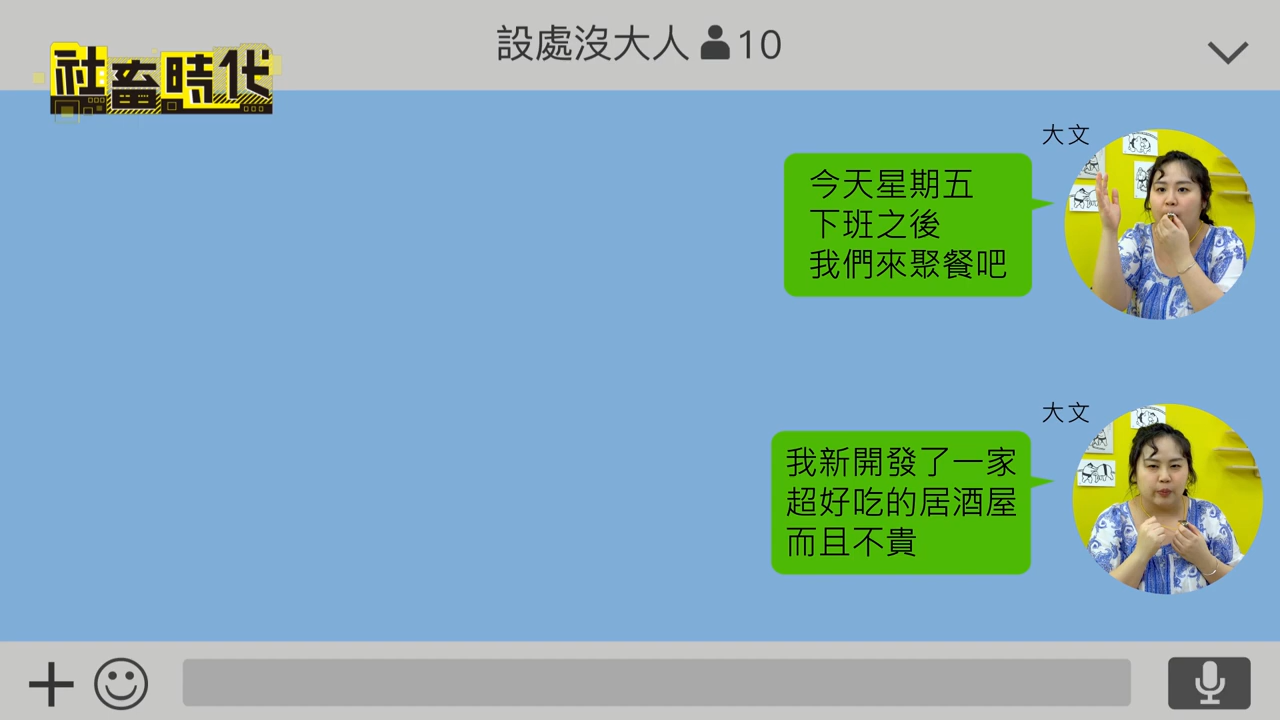 設處沒大人 10
社畜時代
大文
今天星期五
下班之後
我們來聚餐吧
大文
我新開發了一家
超好吃的居酒屋
而且不貴